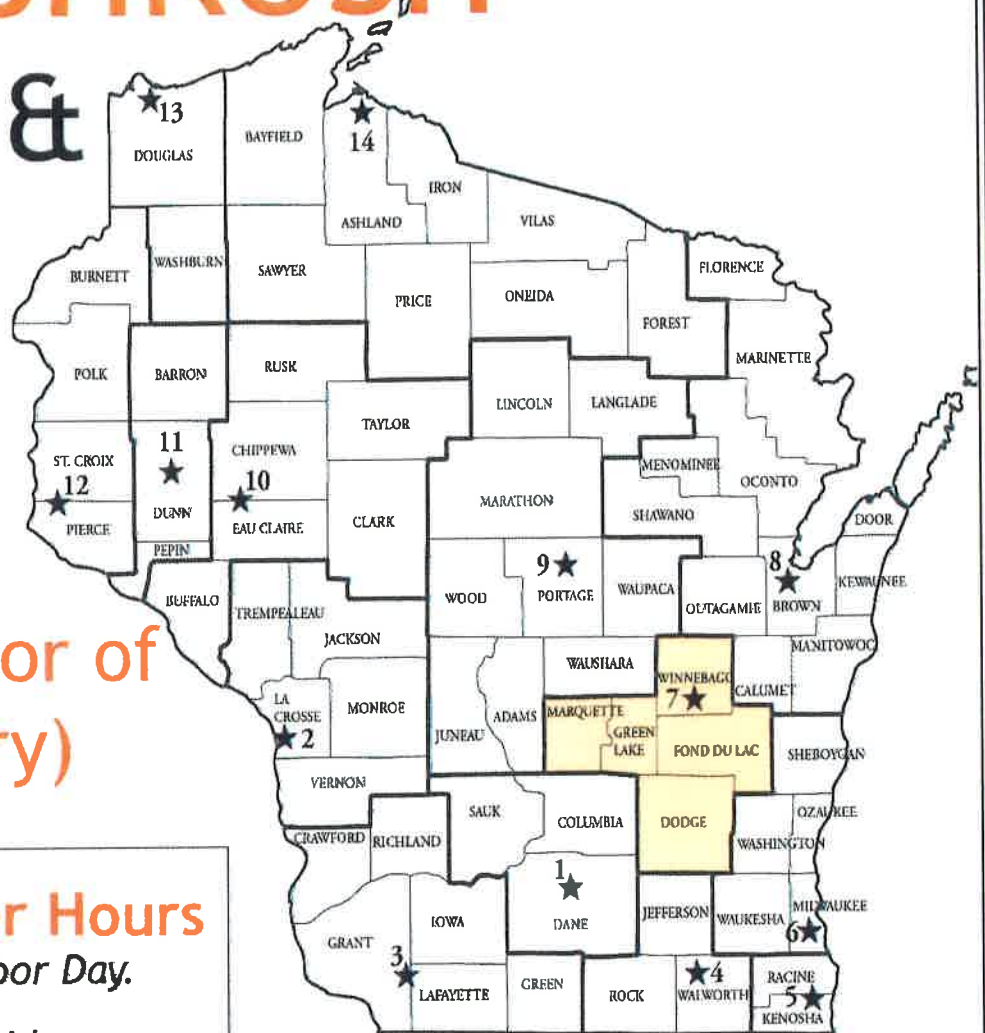 &
13
DOUGLAS
BAYFIELD
14
ASHLAND
IRON
VILAS
BURNETT
WASHBURN
SAWYER
PRICE
ONEIDA
FLORENCE
FOREST
MARINETTE
POLK
BARRON
RUSK
TAYLOR
LINCOLN
LANGLADE
ST. CROIX
12
PIERCE
11
DUNN
PEPIN
CHIPPEWA
10
EAU CLAIRE
CLARK
MARATHON
MENOMINEE
OCONTO
SHAWANO
DOOR
BUFFALO
TREMPEALEAU
JACKSON
WOOD
9
PORTAGE
WAUPACA
OUTAGAMIE
8
BROWN
KEWAUNEE
MANITOWOC
or of
ry)
LA
CROSSE
2
MONROE
JUNEAU
ADAMS
WAUSHARA
WINNEBAGO
7
CALUMET
MARQUETTE
GREEN
LAKE
FOND DU LAC
SHEBOYGAN
VERNON
SAUK
COLUMBIA
DODGE
OZAUKEE
WASHINGTON
CRAWFORD
RICHLAND
1
DANE
JEFFERSON
WAUKESHA
MILWAUKEE
6
r Hours
oor Day.
GRANT
IOWA
3
LAFAYETTE
GREEN
ROCK
4
WALWORTH
RACINE
5
KENOSHA